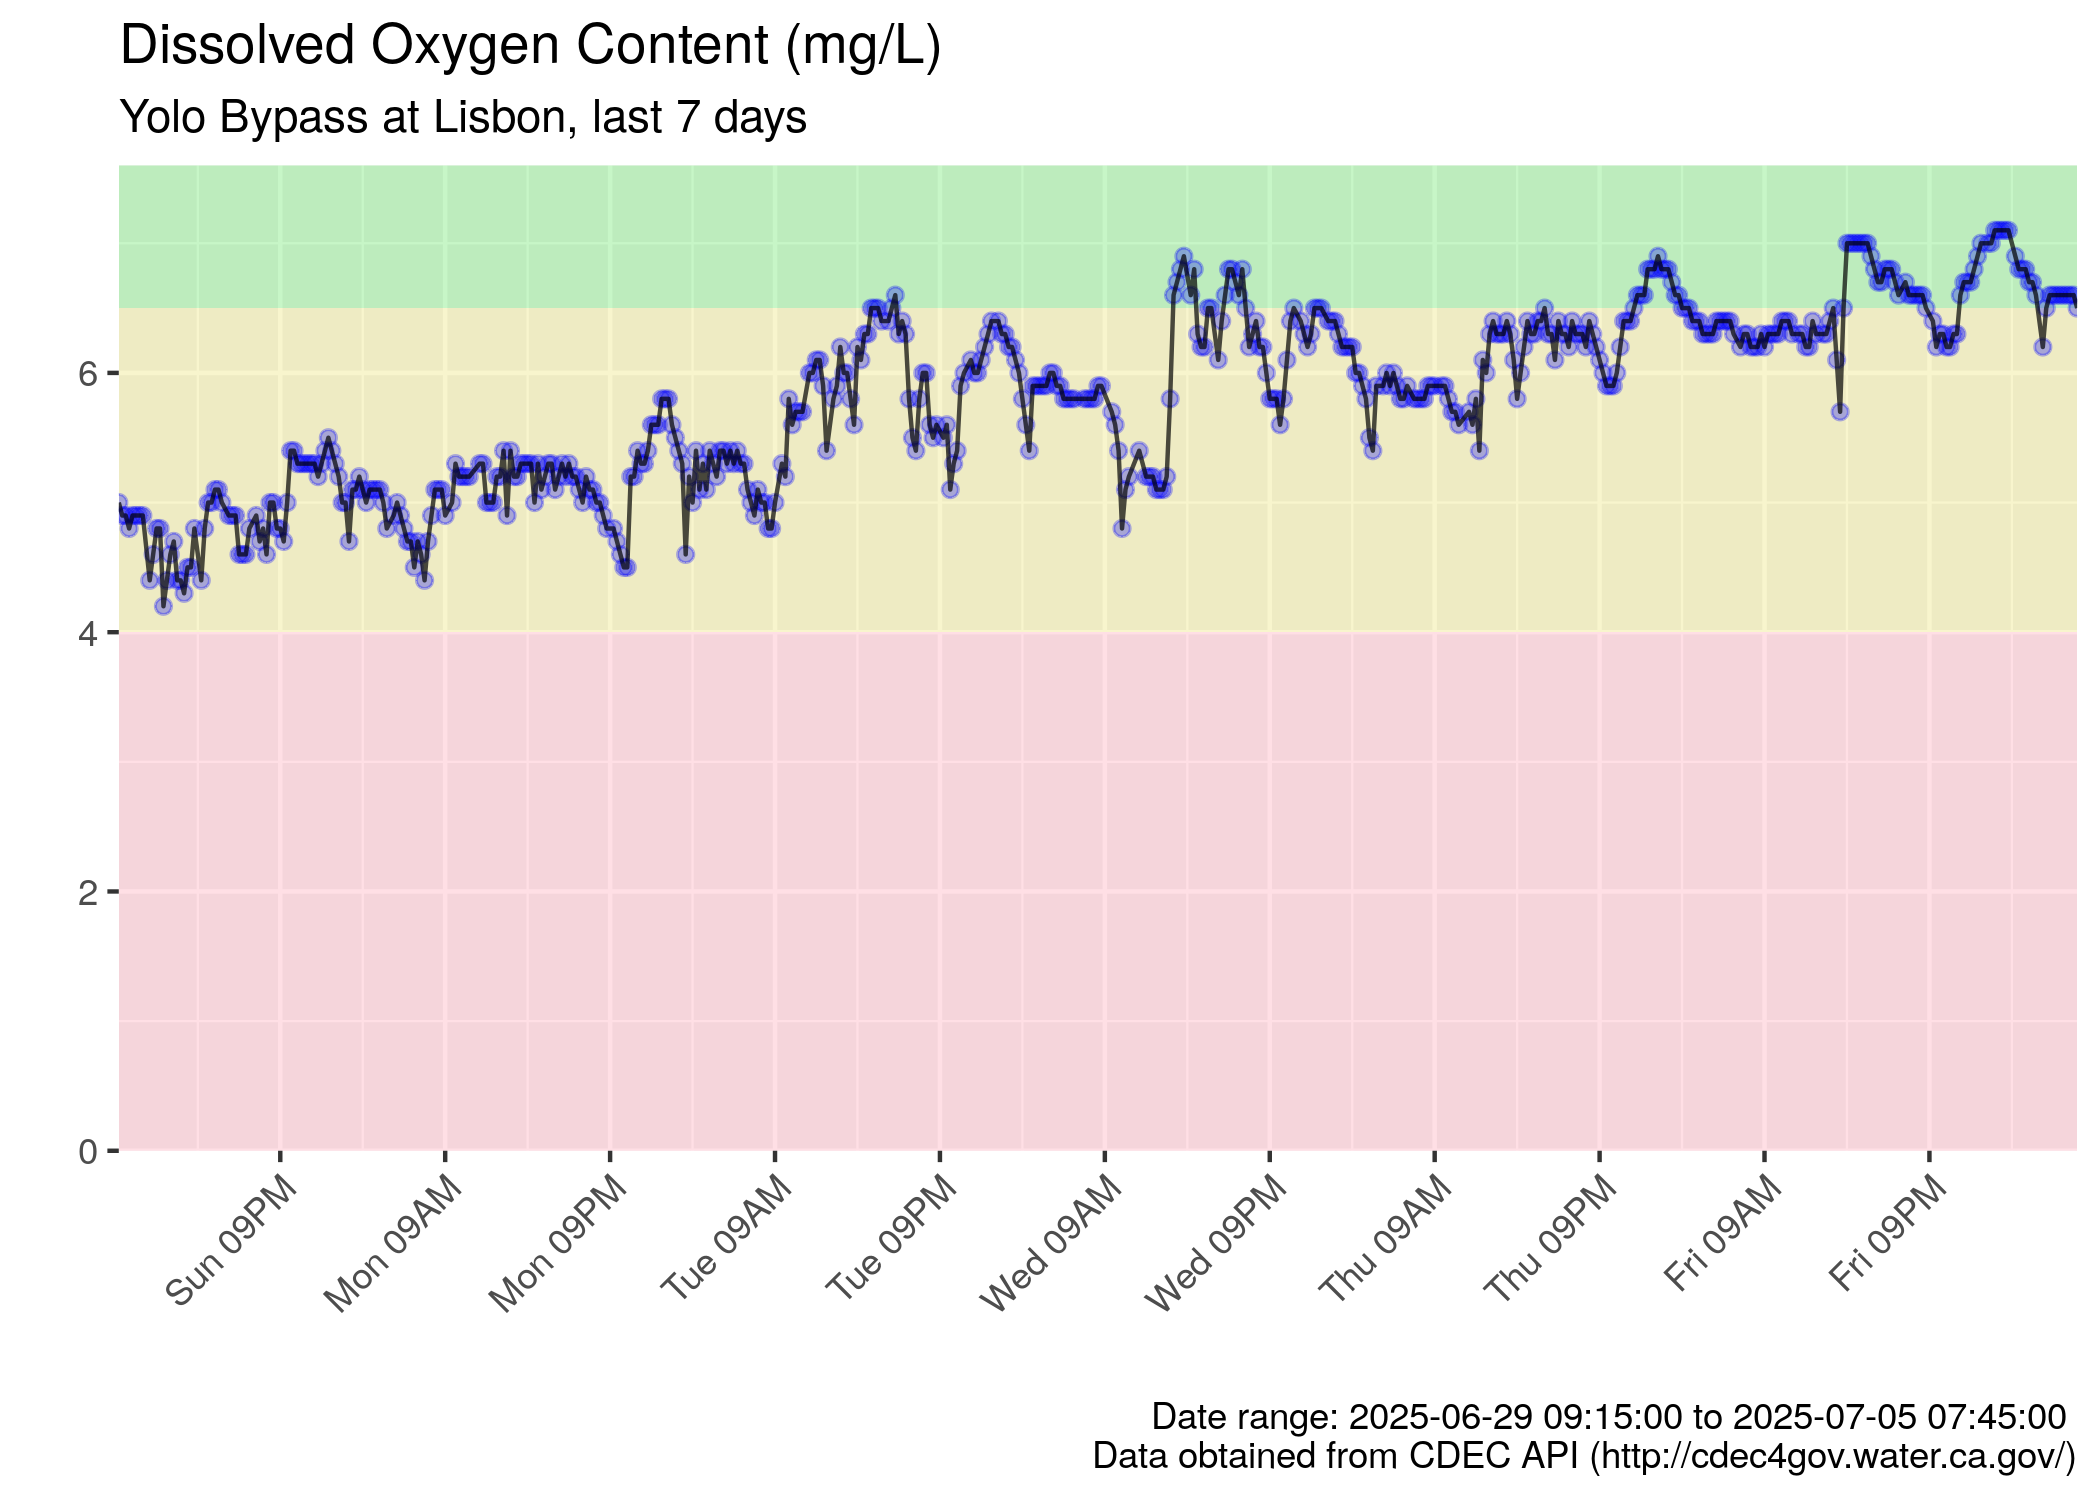 Dissolved Oxygen Content (mg/L)
Yolo Bypass at Lisbon, last 7 days
6
4
2
0
Sun 09PM
Mon 09AM
Mon 09PM
Tue 09AM
Tue 09PM
Wed 09AM
Wed 09PM
Thu 09AM
Thu 09PM
Fri 09AM
Fri 09PM
Date range: 2025-06-29 09:15:00 to 2025-07-05 07:45:00
Data obtained from CDEC API (http://cdec4gov.water.ca.gov/)